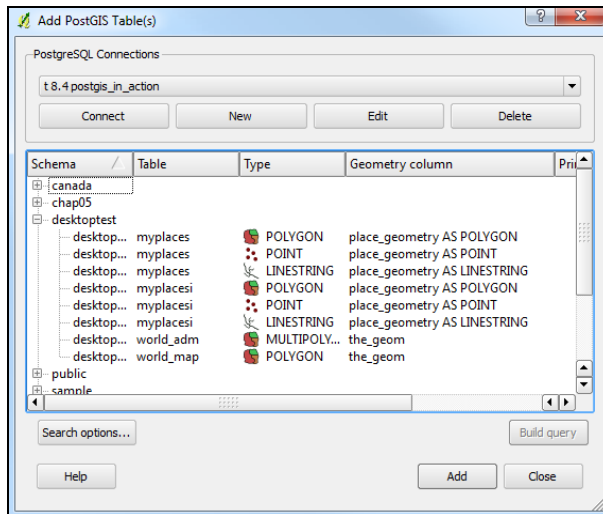 Add PostGIS Table(s)
PostgreSQL Connections
t 8.4 postgis_in_action
Connect New Edit Delete
Schema Table Type Geometry column Pri
canada
chap05
desktoptest
desktop... myplaces POLYGON place_geometry AS POLYGON
desktop... myplaces POINT place_geometry AS POINT
desktop... myplaces LINESTRING place_geometry AS LINESTRING
desktop... myplacesi POLYGON place_geometry AS POLYGON
desktop... myplacesi POINT place_geometry AS POINT
desktop... myplacesi LINESTRING place_geometry AS LINESTRING
desktop... world_adm MULTIPOLY... the_geom
desktop... world_map POLYGON the_geom
public
sample
Search options... Build query
Help Add Close